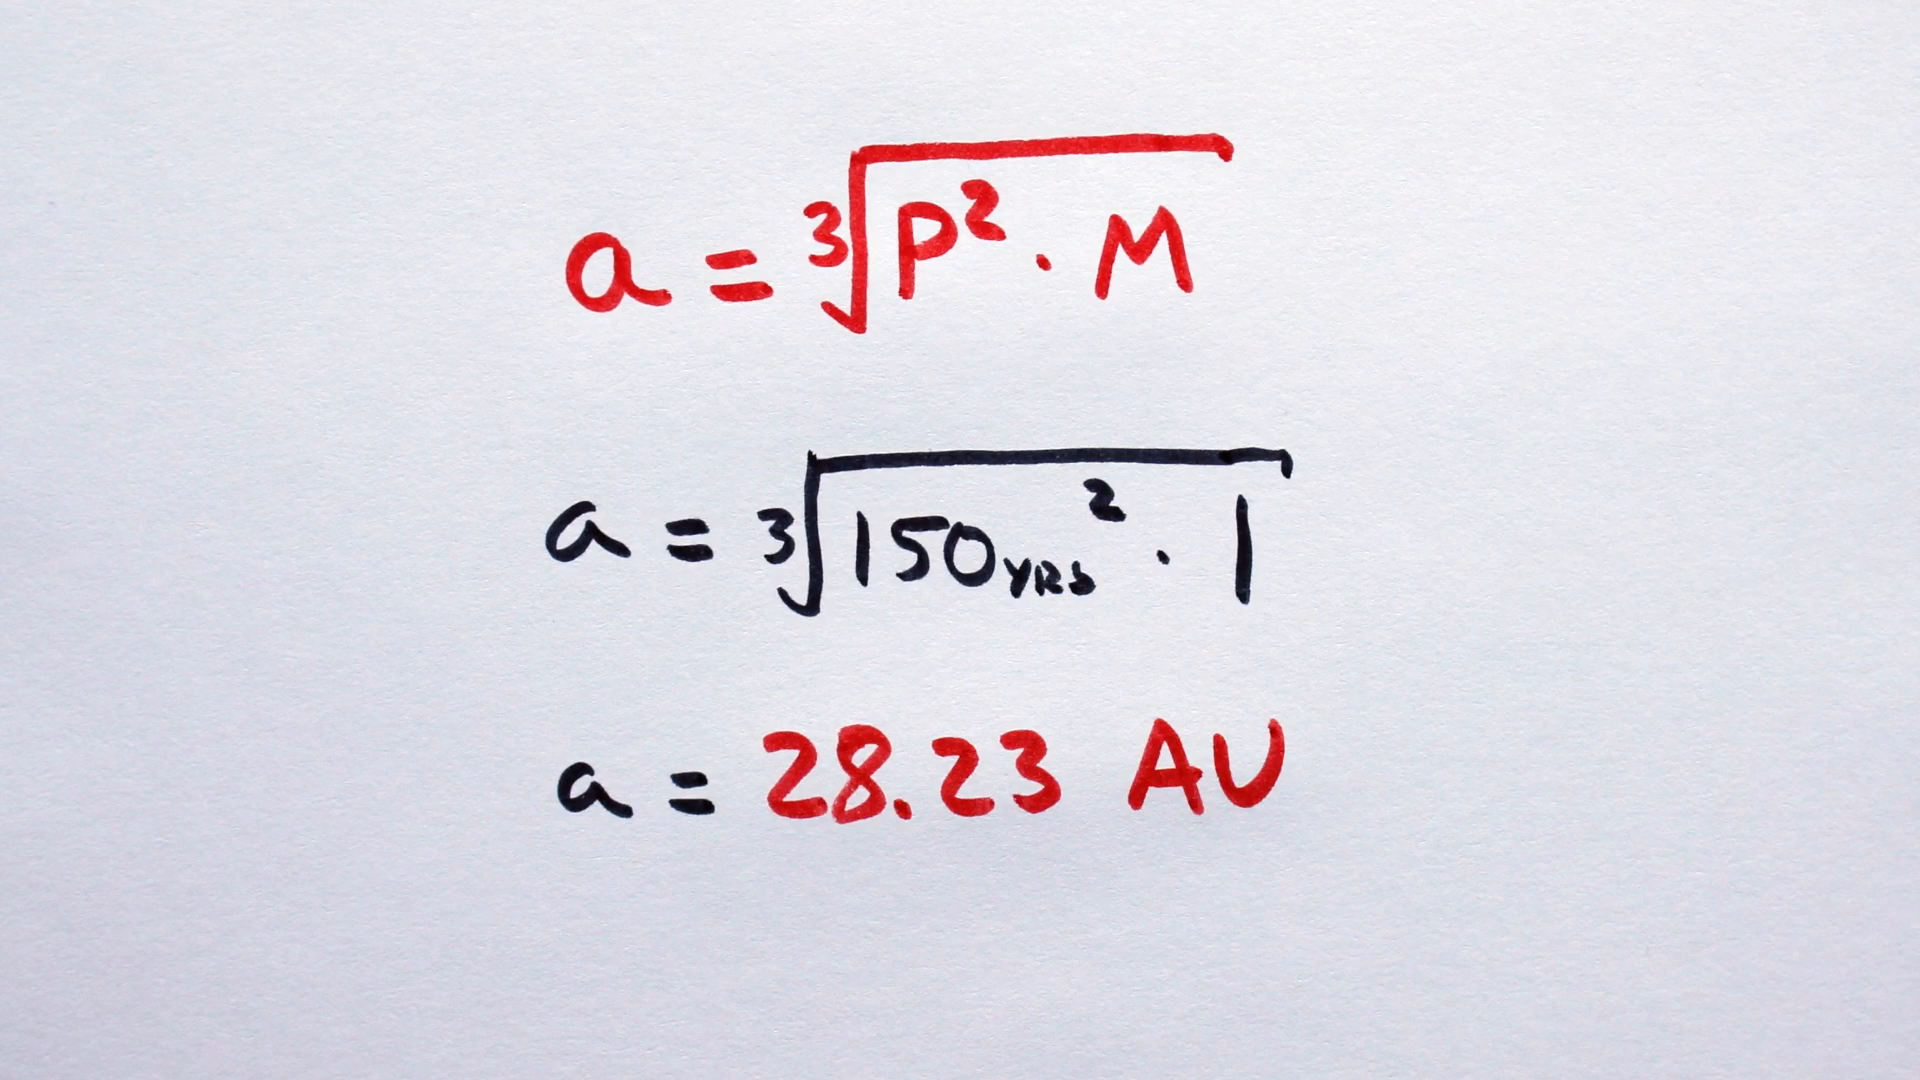 a = ∛(P² · M)
a = ∛(150YRS² · 1)
a = 28.23 AU